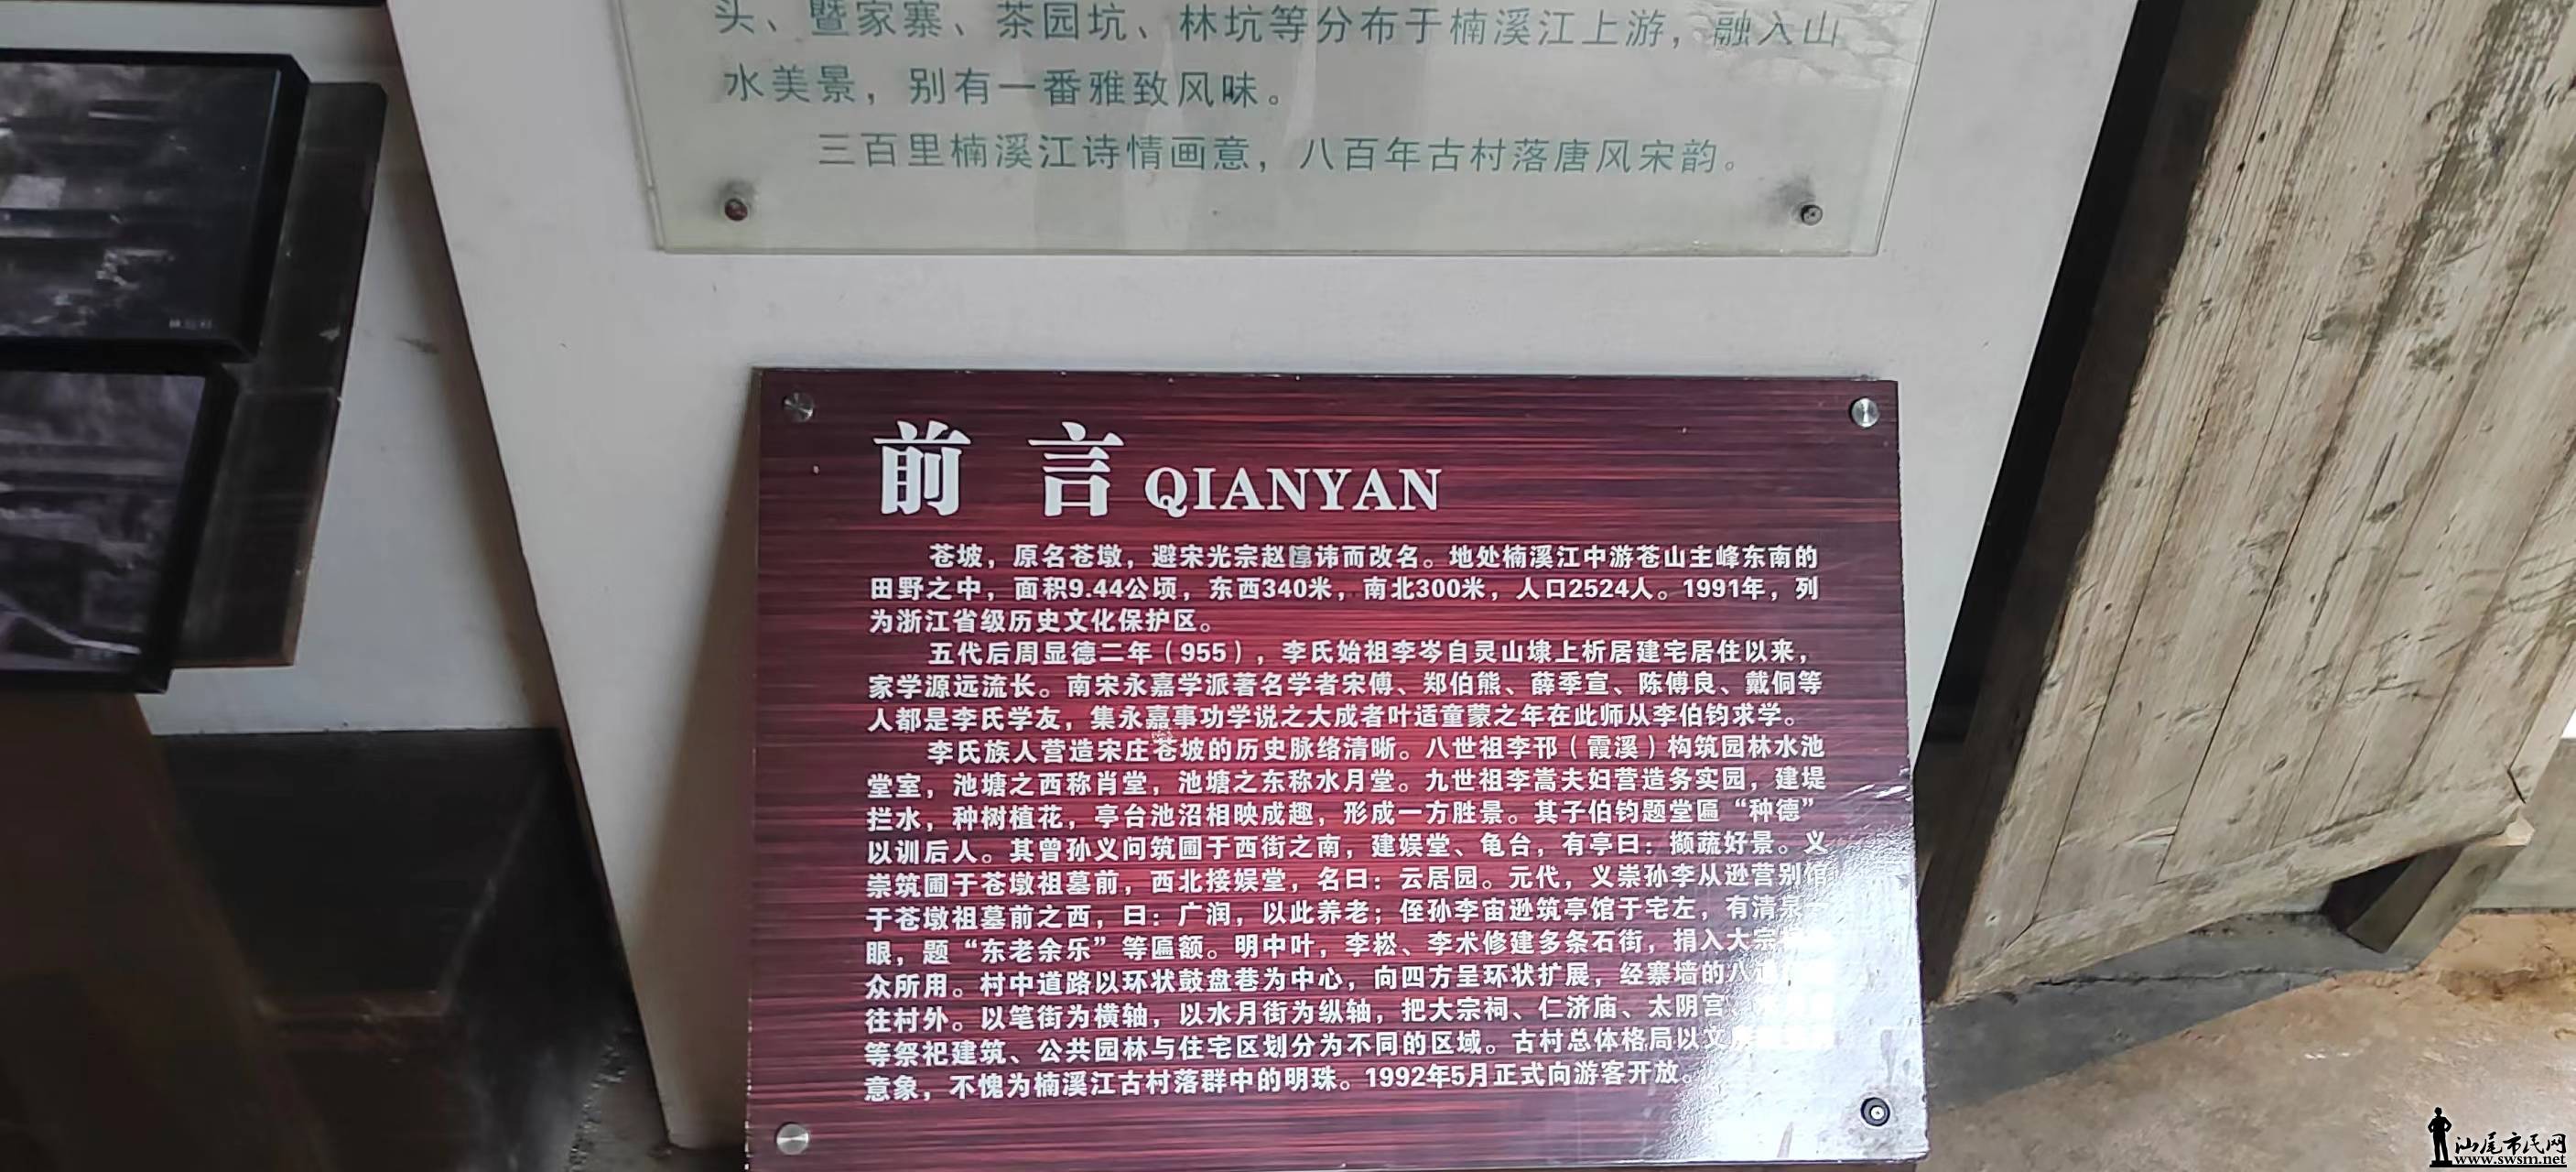 头、暨家寨、茶园坑、林坑等分布于楠溪江上游，融入山
水美景，别有一番雅致风味。
三百里楠溪江诗情画意，八百年古村落唐风宋韵。
前言 QIANYAN
苍坡，原名苍墩，避宋光宗赵惇讳而改名。地处楠溪江中游苍山主峰东南的
田野之中，面积9.44公顷，东西340米，南北300米，人口2524人。1991年，列
为浙江省级历史文化保护区。
五代后周显德二年（955），李氏始祖李岑自灵山埭上析居建宅居住以来，
家学源远流长。南宋永嘉学派著名学者宋傅、郑伯熊、薛季宣、陈傅良、戴侗等
人都是李氏学友，集永嘉事功学说之大成者叶适童蒙之年在此师从李伯钧求学。
李氏族人营造宋庄苍坡的历史脉络清晰。八世祖李邗（霞溪）构筑园林水池
堂室，池塘之西称肖堂，池塘之东称水月堂。九世祖李嵩夫妇营造务实园，建堤
拦水，种树植花，亭台池沼相映成趣，形成一方胜景。其子伯钧题堂匾“种德”
以训后人。其曾孙义问筑圃于西街之南，建娱堂、龟台，有亭曰：撷蔬好景。义
崇筑圃于苍墩祖墓前，西北接娱堂，名曰：云居园。元代，义崇孙李从逊营别馆
于苍墩祖墓前之西，曰：广润，以此养老；侄孙李宙逊筑亭馆于宅左，有清泉
眼，题“东老余乐”等匾额。明中叶，李崧、李术修建多条石街，捐入大宗
众所用。村中道路以环状鼓盘巷为中心，向四方呈环状扩展，经寨墙的八
往村外。以笔街为横轴，以水月街为纵轴，把大宗祠、仁济庙、太阴宫、
等祭祀建筑、公共园林与住宅区划分为不同的区域。古村总体格局以文房
意象，不愧为楠溪江古村落群中的明珠。1992年5月正式向游客开放。
汕尾市民网
www.swsm.net